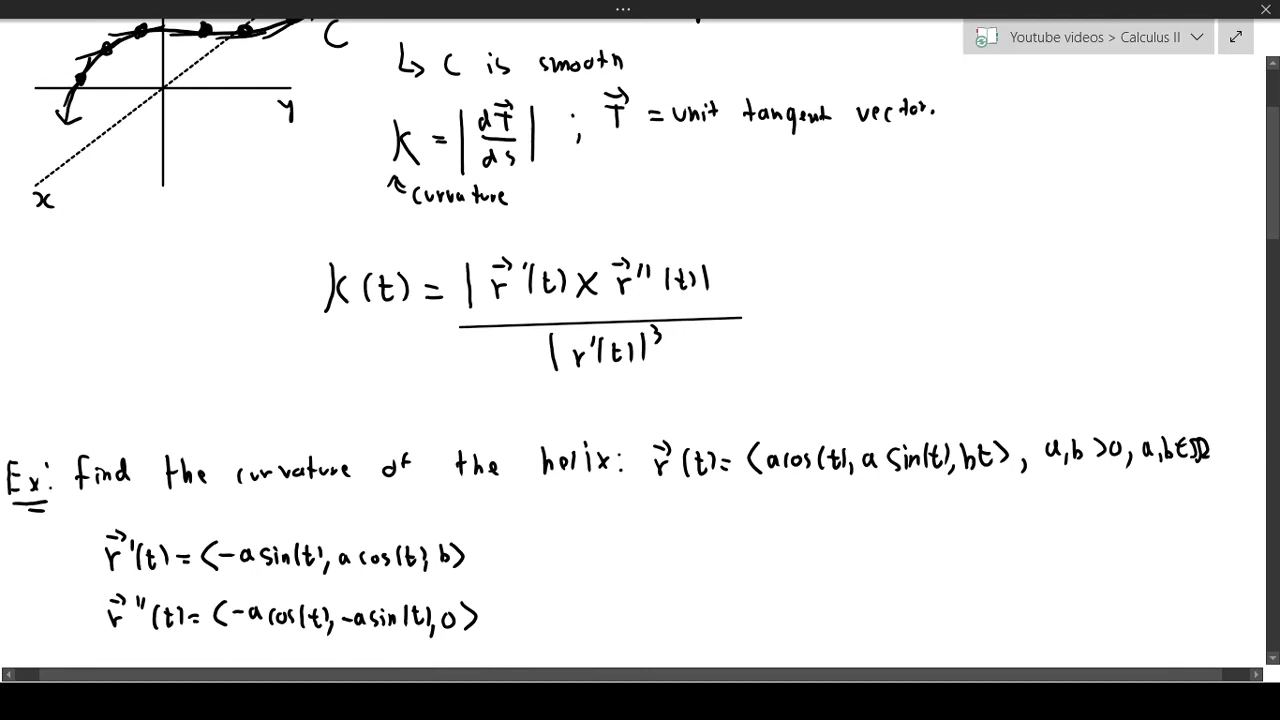 ...
Youtube videos > Calculus II
C
↳ C is smooth
y
K = |dT⃗/ds| ; T⃗ = unit tangent vector.
x
curvature
K(t) = |r⃗'(t) × r⃗''(t)| / |r'(t)|³
Ex: find the curvature of the helix: r⃗(t) = ⟨a cos(t), a sin(t), bt⟩, a,b >0, a,b ∈ ℝ
r⃗'(t) = ⟨-a sin(t), a cos(t), b⟩
r⃗''(t) = ⟨-a cos(t), -a sin(t), 0⟩